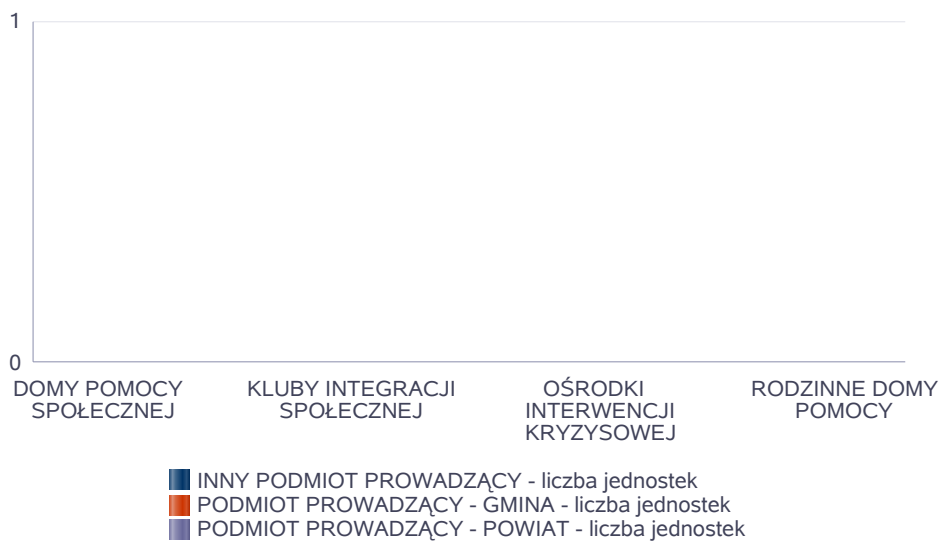 1
0
DOMY POMOCY
SPOŁECZNEJ
KLUBY INTEGRACJI
SPOŁECZNEJ
OŚRODKI
INTERWENCJI
KRYZYSOWEJ
RODZINNE DOMY
POMOCY
INNY PODMIOT PROWADZĄCY - liczba jednostek
PODMIOT PROWADZĄCY - GMINA - liczba jednostek
PODMIOT PROWADZĄCY - POWIAT - liczba jednostek